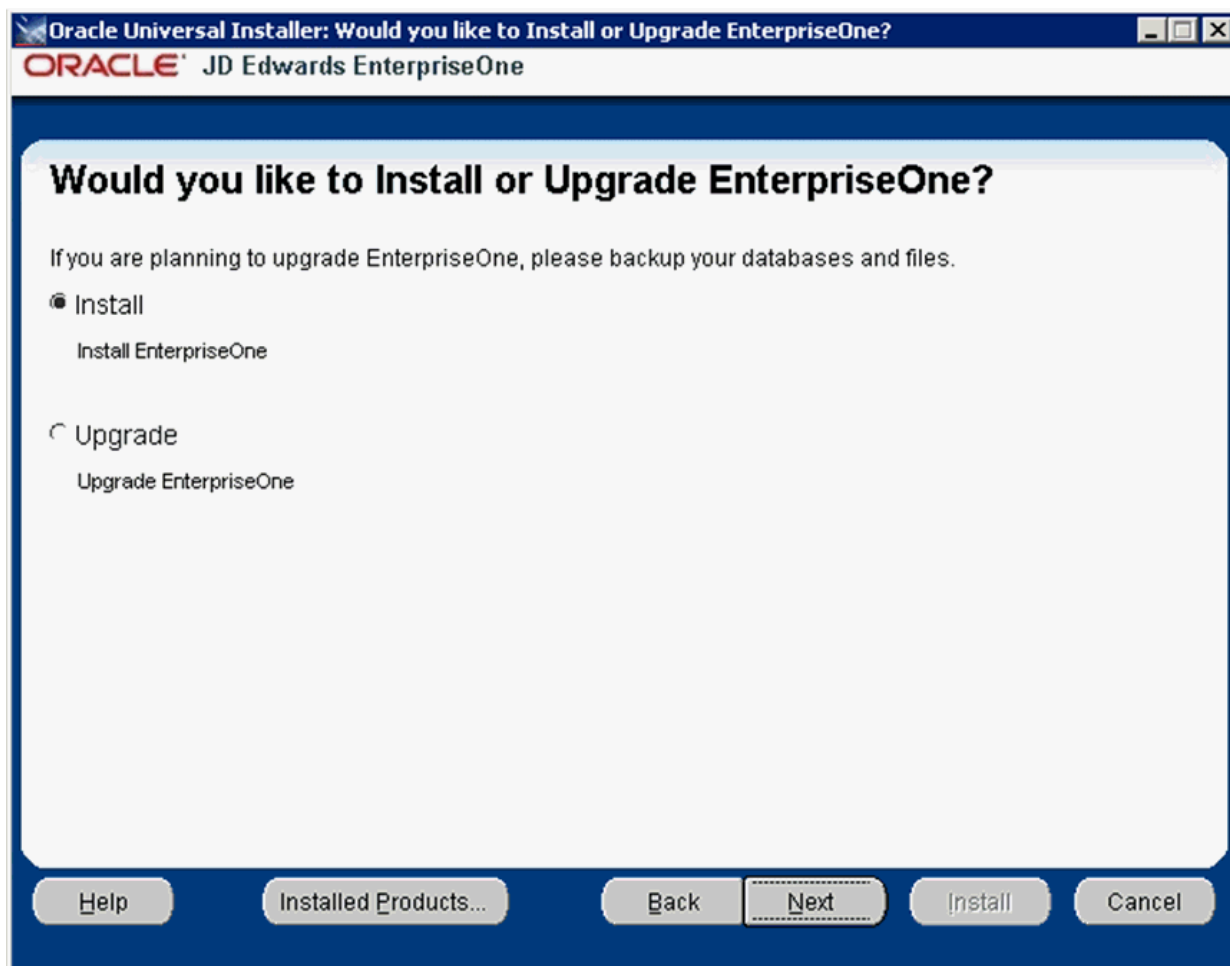 Oracle Universal Installer: Would you like to Install or Upgrade EnterpriseOne?
ORACLE JD Edwards EnterpriseOne
Would you like to Install or Upgrade EnterpriseOne?
If you are planning to upgrade EnterpriseOne, please backup your databases and files.
Install
Install EnterpriseOne
Upgrade
Upgrade EnterpriseOne
Help Installed Products... Back Next Install Cancel